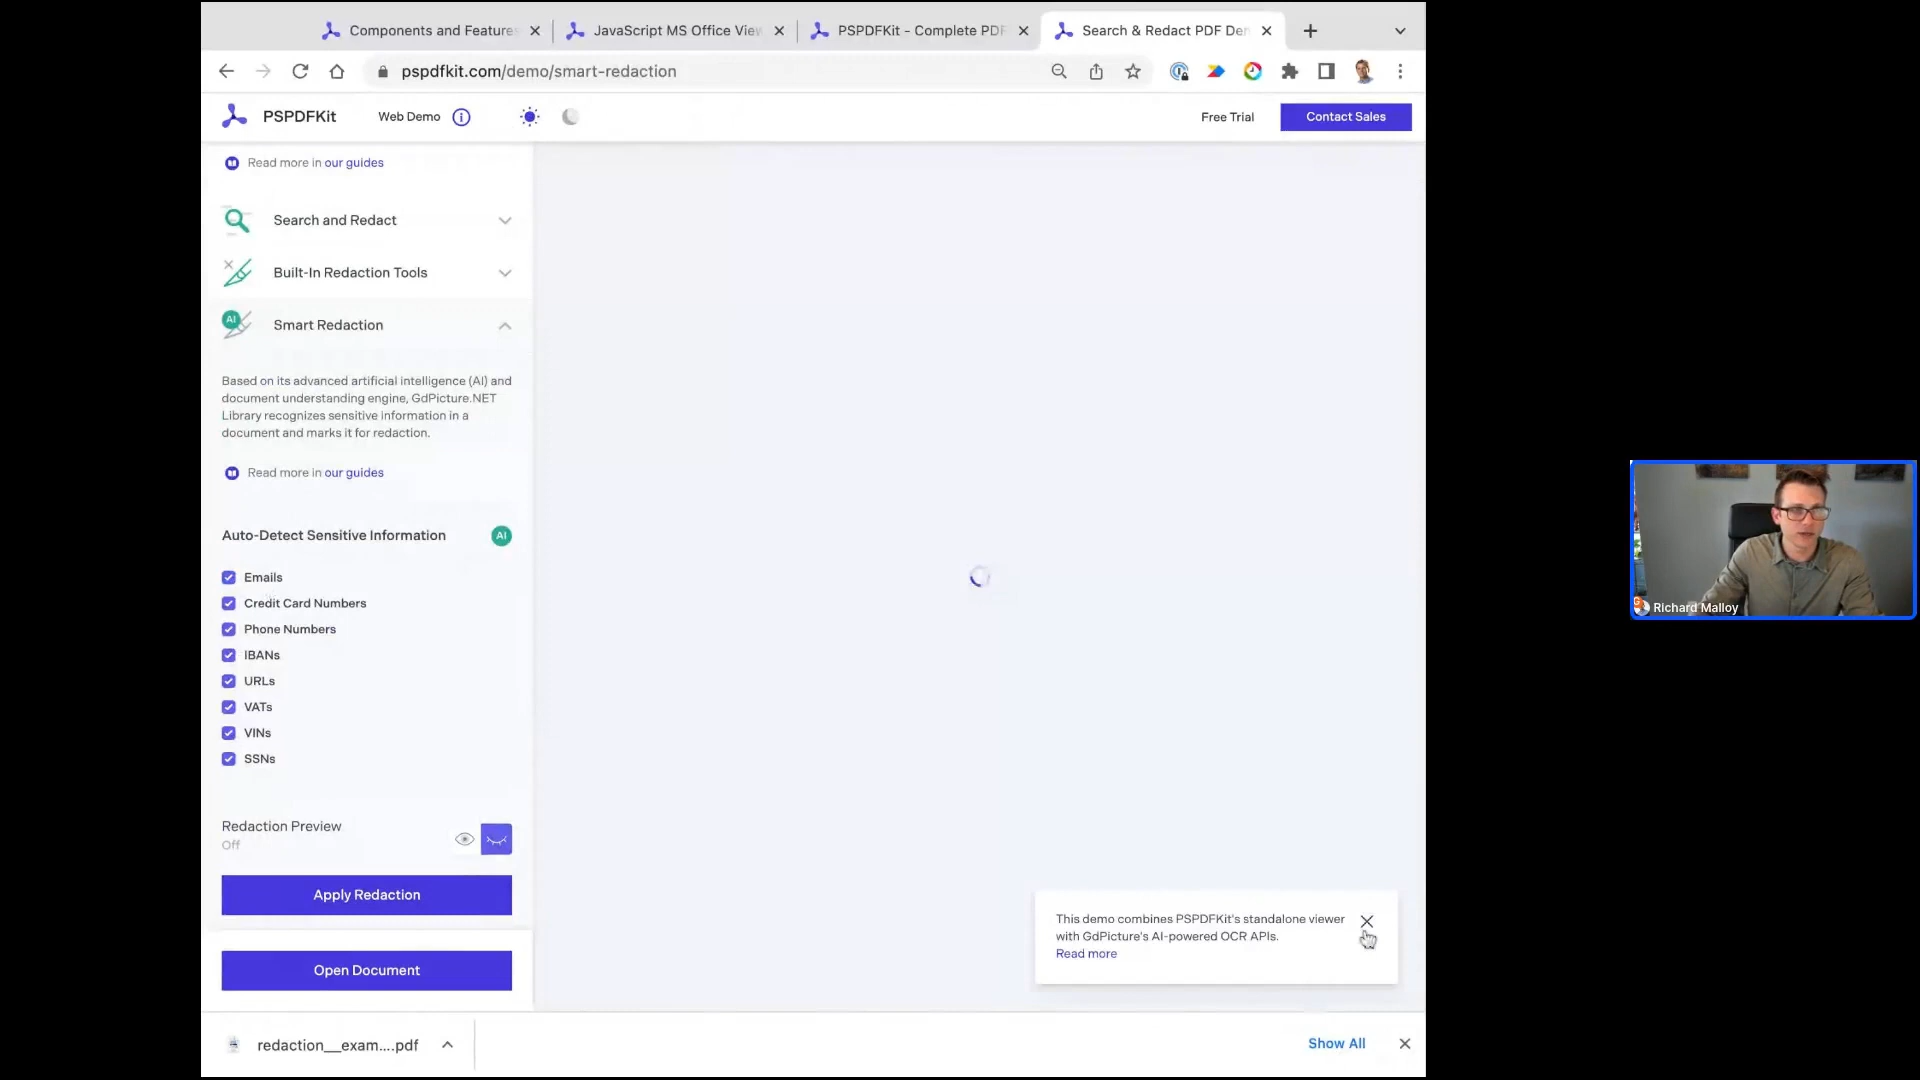 Components and Features
JavaScript MS Office View
PSPDFKit - Complete PDF
Search & Redact PDF Den
pspdfkit.com/demo/smart-redaction
PSPDFKit
Web Demo
Free Trial
Contact Sales
Read more in our guides
Search and Redact
Built-In Redaction Tools
AI
Smart Redaction
Based on its advanced artificial intelligence (AI) and
document understanding engine, GdPicture.NET
Library recognizes sensitive information in a
document and marks it for redaction.
Read more in our guides
Auto-Detect Sensitive Information
AI
Emails
Credit Card Numbers
Phone Numbers
IBANs
URLs
VATs
VINs
SSNs
Redaction Preview
Off
Apply Redaction
Open Document
This demo combines PSPDFKit's standalone viewer
with GdPicture's AI-powered OCR APIs.
Read more
redaction__exam....pdf
Show All
Richard Malloy